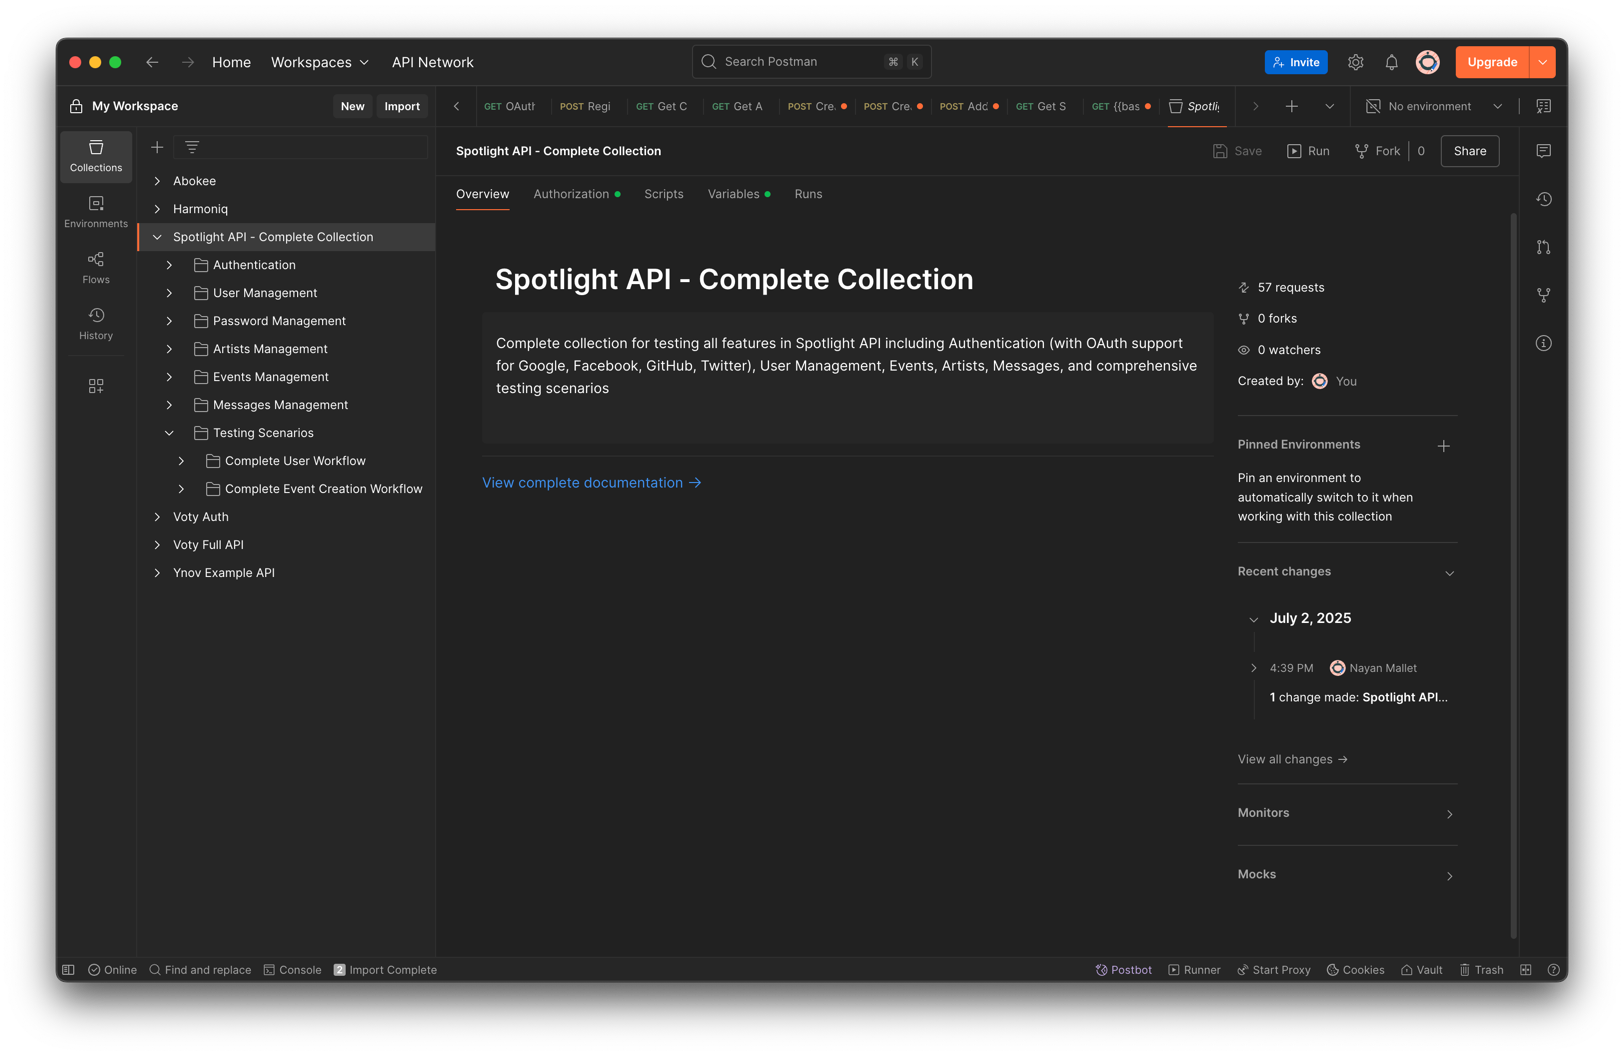 Home
Workspaces
API Network
Search Postman
⌘ K
Invite
Upgrade
My Workspace
New
Import
GET OAuth
POST Regi
GET Get C
GET Get A
POST Cre
POST Cre
POST Add
GET Get S
GET {{bas
Spotli
No environment
Collections
Environments
Flows
History
Abokee
Harmoniq
Spotlight API - Complete Collection
Authentication
User Management
Password Management
Artists Management
Events Management
Messages Management
Testing Scenarios
Complete User Workflow
Complete Event Creation Workflow
Voty Auth
Voty Full API
Ynov Example API
Spotlight API - Complete Collection
Save
Run
Fork
0
Share
Overview
Authorization
Scripts
Variables
Runs
Spotlight API - Complete Collection
Complete collection for testing all features in Spotlight API including Authentication (with OAuth support
for Google, Facebook, GitHub, Twitter), User Management, Events, Artists, Messages, and comprehensive
testing scenarios
View complete documentation →
57 requests
0 forks
0 watchers
Created by: You
Pinned Environments
Pin an environment to
automatically switch to it when
working with this collection
Recent changes
July 2, 2025
4:39 PM Nayan Mallet
1 change made: Spotlight API...
View all changes →
Monitors
Mocks
Online
Find and replace
Console
2 Import Complete
Postbot
Runner
Start Proxy
Cookies
Vault
Trash